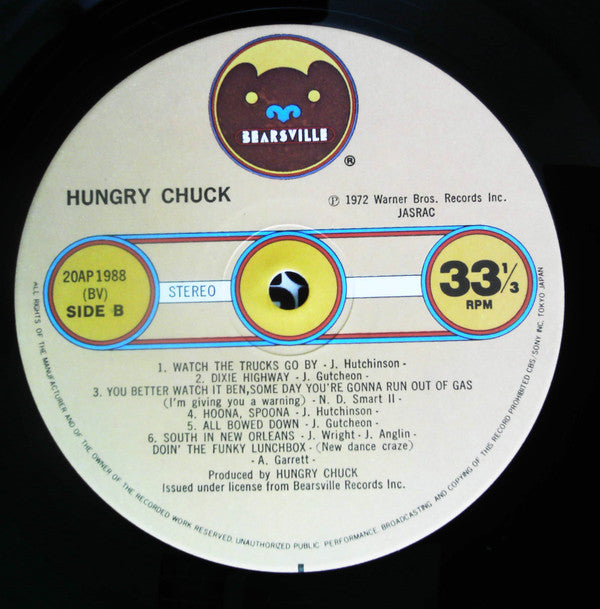 BEARSVILLE
®
HUNGRY CHUCK
℗ 1972 Warner Bros. Records Inc.
JASRAC
20AP1988
(BV)
SIDE B
STEREO
33 1/3
RPM
1. WATCH THE TRUCKS GO BY - J. Hutchinson -
2. DIXIE HIGHWAY - J. Gutcheon -
3. YOU BETTER WATCH IT BEN,SOME DAY YOU'RE GONNA RUN OUT OF GAS
(I'm giving you a warning) - N. D. Smart II -
4. HOONA, SPOONA - J. Hutchinson -
5. ALL BOWED DOWN - J. Gutcheon -
6. SOUTH IN NEW ORLEANS - J. Wright - J. Anglin -
DOIN' THE FUNKY LUNCHBOX - (New dance craze)
- A. Garrett -
Produced by HUNGRY CHUCK
Issued under license from Bearsville Records Inc.
ALL RIGHTS OF THE MANUFACTURER AND OF THE OWNER OF THE RECORDED WORK RESERVED. UNAUTHORIZED PUBLIC PERFORMANCE. BROADCASTING AND COPYING OF THIS RECORD PROHIBITED CBS/SONY INC. TOKYO JAPAN